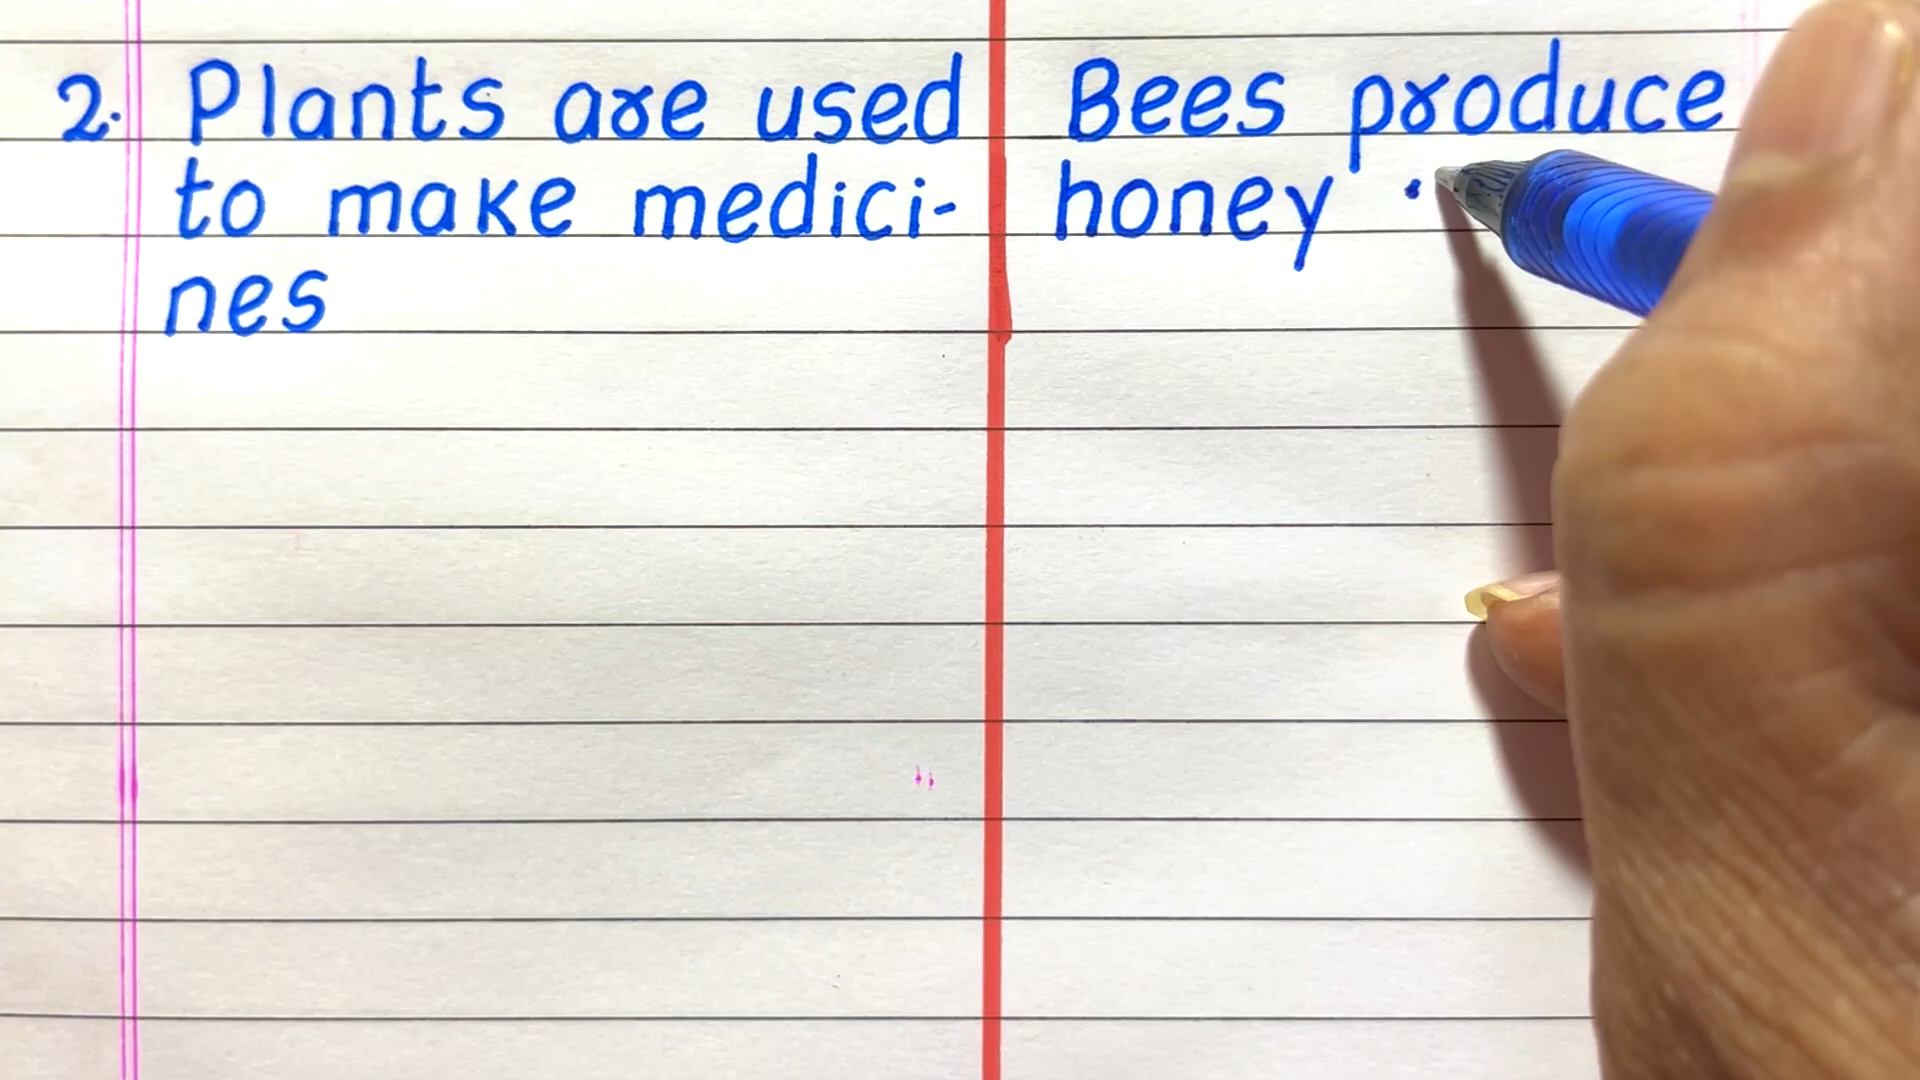 2. Plants are used
to make medici-
nes
Bees produce
honey .